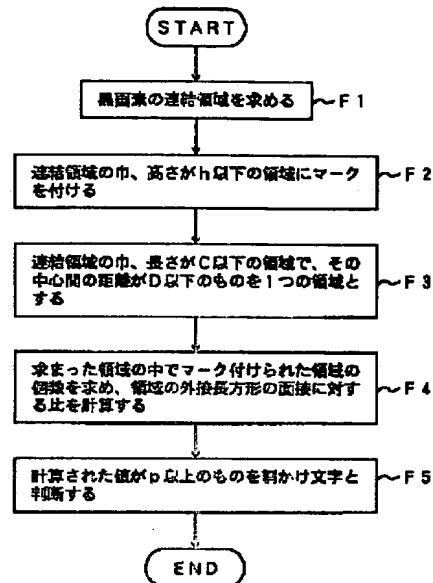 START
黒画素の連結領域を求める
~F1
連結領域の巾、高さがh以下の領域にマーク
を付ける
~F2
連結領域の巾、長さがC以下の領域で、その
中心間の距離がD以下のものを1つの領域と
する
~F3
求まった領域の中でマーク付けられた領域の
個数を求め、領域の外接長方形の面接に対す
る比を計算する
~F4
計算された値がp以上のものを斜かけ文字と
判断する
~F5
END